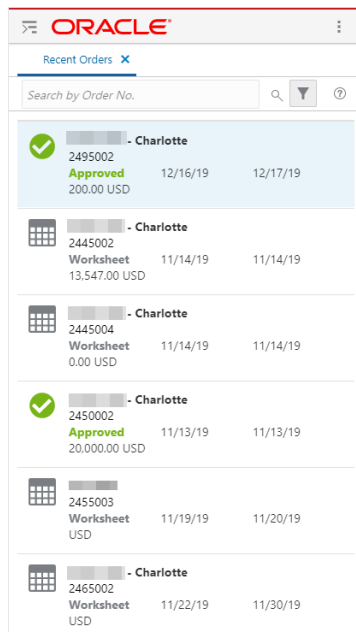 ORACLE
Recent Orders X
Search by Order No.
- Charlotte
2495002
Approved 12/16/19 12/17/19
200.00 USD
- Charlotte
2445002
Worksheet 11/14/19 11/14/19
13,547.00 USD
- Charlotte
2445004
Worksheet 11/14/19 11/14/19
0.00 USD
- Charlotte
2450002
Approved 11/13/19 11/13/19
20,000.00 USD
2455003
Worksheet 11/19/19 11/20/19
USD
- Charlotte
2465002
Worksheet 11/22/19 11/30/19
USD